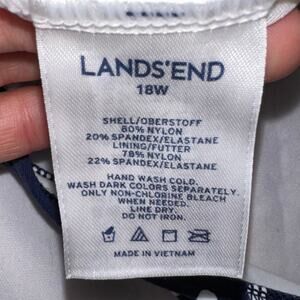 LANDS'END
18W
SHELL/OBERSTOFF
80% NYLON
20% SPANDEX/ELASTANE
LINING/FUTTER
78% NYLON
22% SPANDEX/ELASTANE
HAND WASH COLD.
WASH DARK COLORS SEPARATELY.
ONLY NON-CHLORINE BLEACH
WHEN NEEDED.
LINE DRY.
DO NOT IRON.
MADE IN VIETNAM